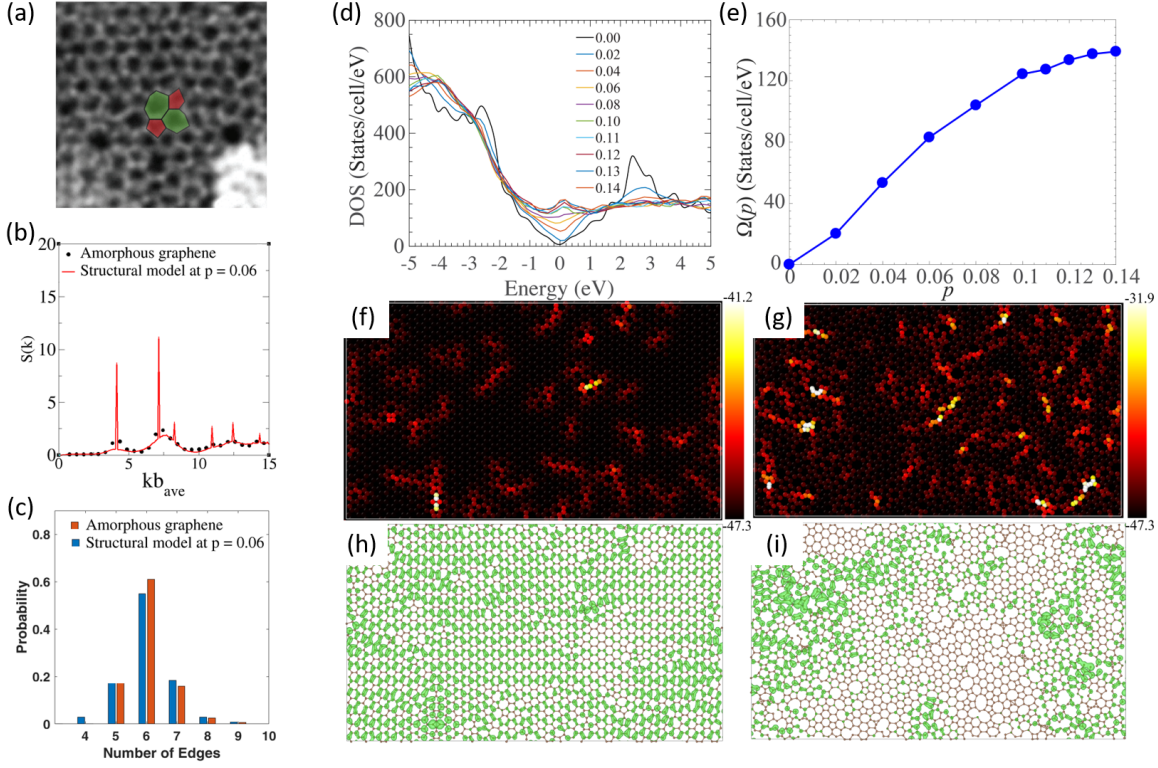 (a)
(b)
20
15
10
5
0
S(k)
Amorphous graphene
Structural model at p = 0.06
0 5 10 15
kb_ave
(c)
0.8
0.6
0.4
0.2
0
Probability
Amorphous graphene
Structural model at p = 0.06
4 5 6 7 8 9 10
Number of Edges
(d)
800
600
400
200
0
DOS (States/cell/eV)
0.00
0.02
0.04
0.06
0.08
0.10
0.11
0.12
0.13
0.14
-5 -4 -3 -2 -1 0 1 2 3 4 5
Energy (eV)
(e)
160
120
80
40
0
Ω(p) (States/cell/eV)
0 0.02 0.04 0.06 0.08 0.1 0.12 0.14
p
(f)
-41.2
-47.3
(g)
-31.9
-47.3
(h)
(i)